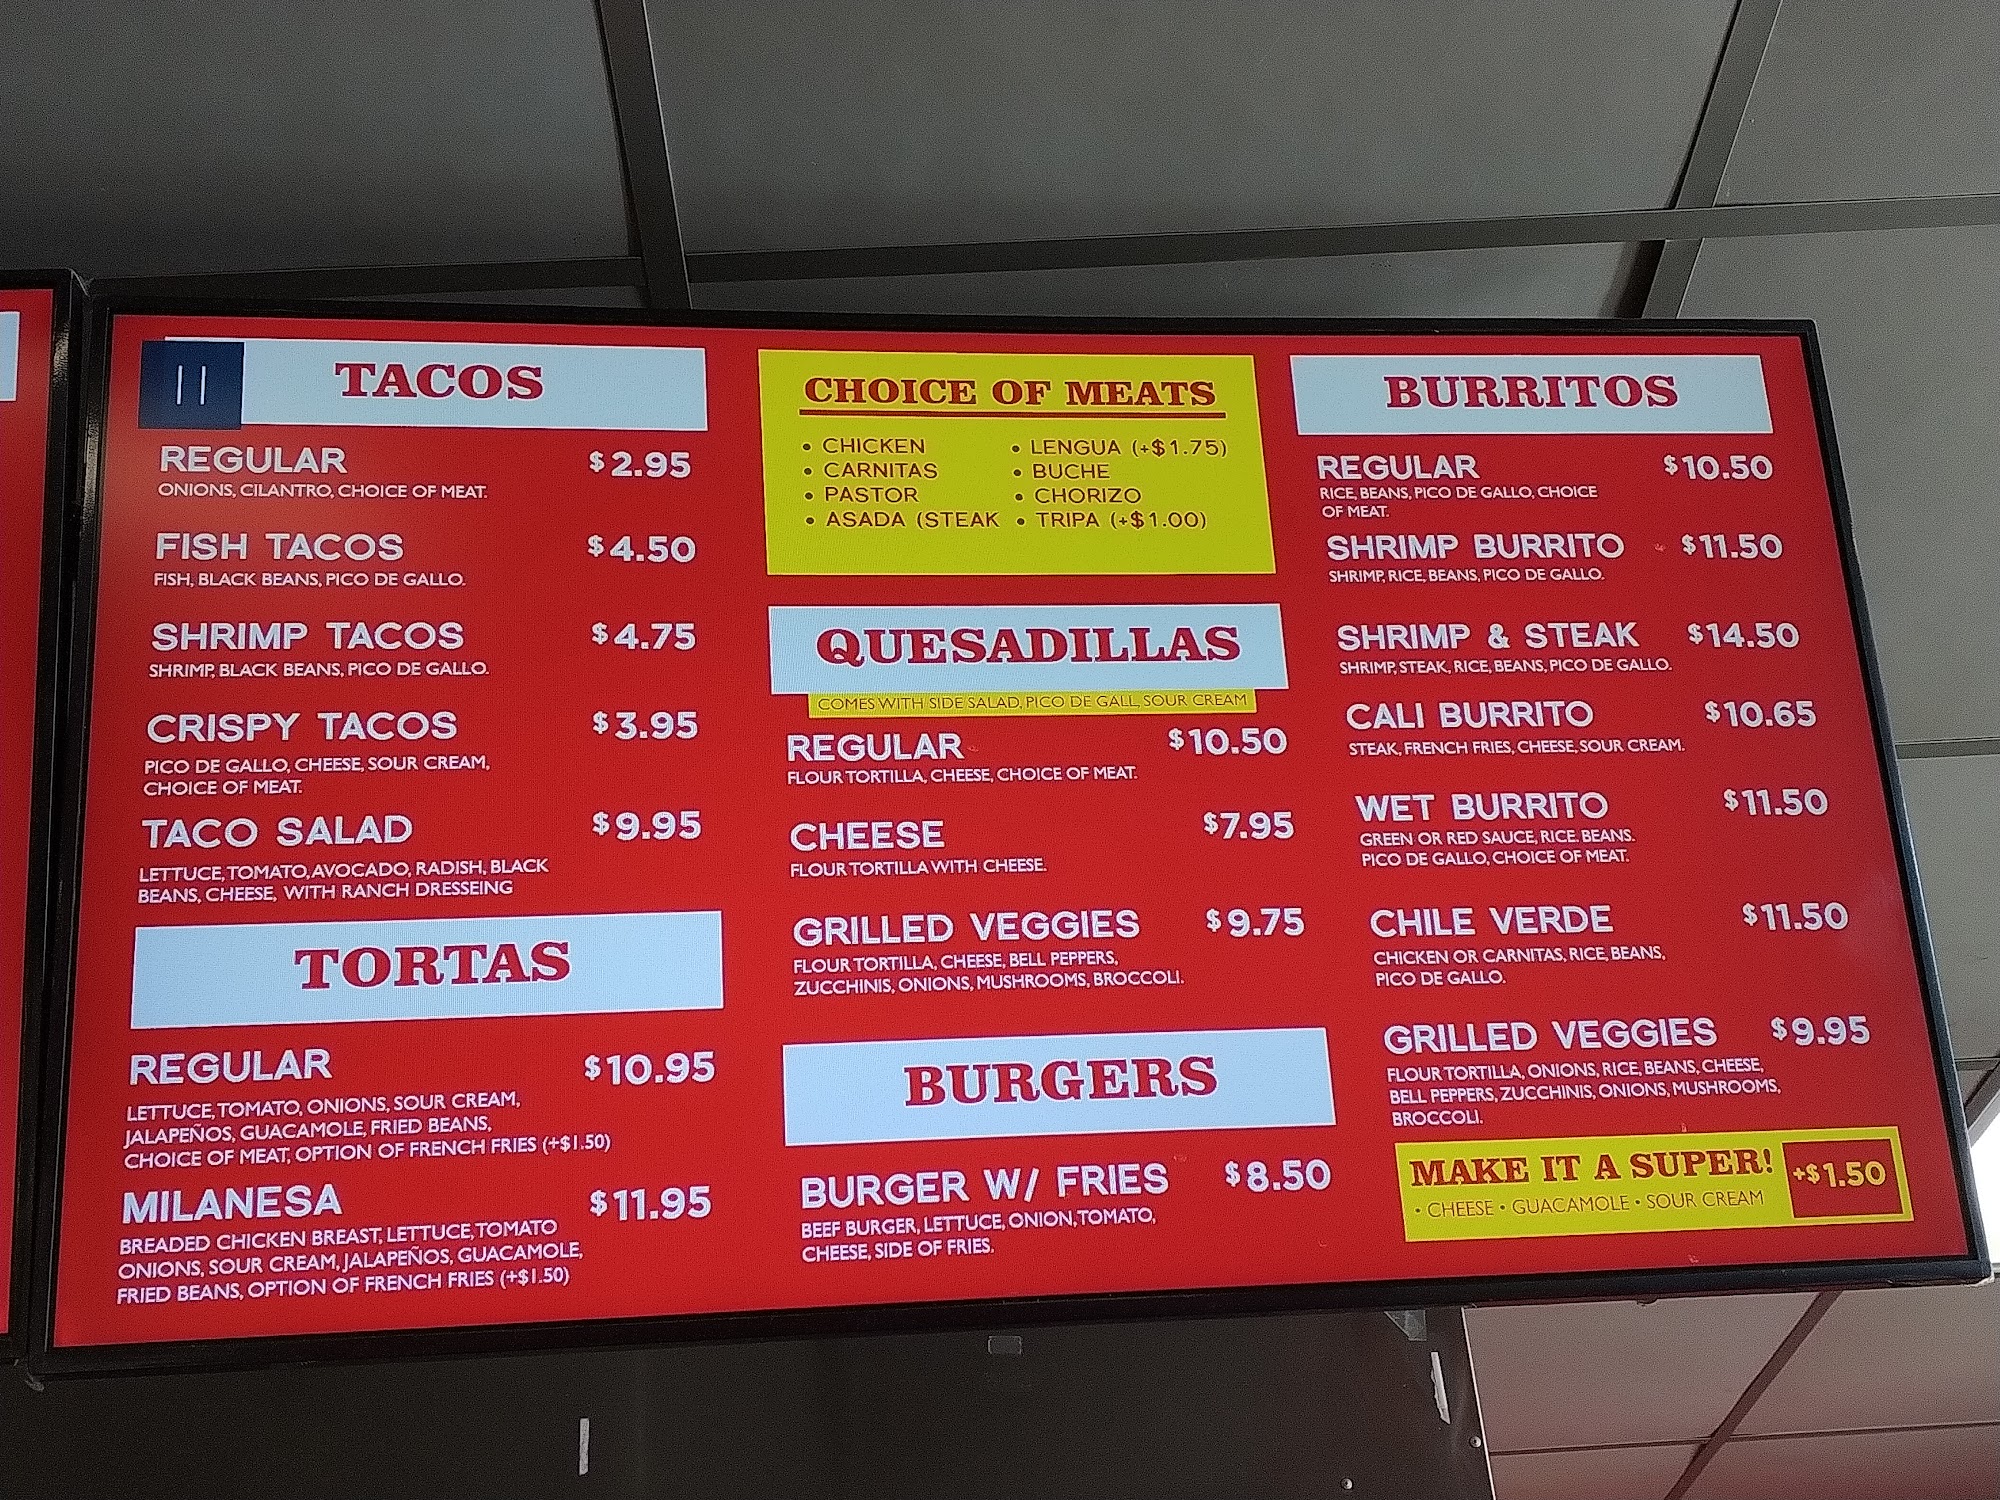 TACOS
REGULAR $2.95
ONIONS, CILANTRO, CHOICE OF MEAT.
FISH TACOS $4.50
FISH, BLACK BEANS, PICO DE GALLO.
SHRIMP TACOS $4.75
SHRIMP, BLACK BEANS, PICO DE GALLO.
CRISPY TACOS $3.95
PICO DE GALLO, CHEESE, SOUR CREAM,
CHOICE OF MEAT.
TACO SALAD $9.95
LETTUCE, TOMATO, AVOCADO, RADISH, BLACK
BEANS, CHEESE, WITH RANCH DRESSEING
TORTAS
REGULAR $10.95
LETTUCE, TOMATO, ONIONS, SOUR CREAM,
JALAPEÑOS, GUACAMOLE, FRIED BEANS,
CHOICE OF MEAT, OPTION OF FRENCH FRIES (+$1.50)
MILANESA $11.95
BREADED CHICKEN BREAST, LETTUCE, TOMATO
ONIONS, SOUR CREAM, JALAPEÑOS, GUACAMOLE,
FRIED BEANS, OPTION OF FRENCH FRIES (+$1.50)
CHOICE OF MEATS
• CHICKEN • LENGUA (+$1.75)
• CARNITAS • BUCHE
• PASTOR • CHORIZO
• ASADA (STEAK • TRIPA (+$1.00)
QUESADILLAS
COMES WITH SIDE SALAD, PICO DE GALL, SOUR CREAM
REGULAR $10.50
FLOUR TORTILLA, CHEESE, CHOICE OF MEAT.
CHEESE $7.95
FLOUR TORTILLA WITH CHEESE.
GRILLED VEGGIES $9.75
FLOUR TORTILLA, CHEESE, BELL PEPPERS,
ZUCCHINIS, ONIONS, MUSHROOMS, BROCCOLI.
BURGERS
BURGER W/ FRIES $8.50
BEEF BURGER, LETTUCE, ONION, TOMATO,
CHEESE, SIDE OF FRIES.
BURRITOS
REGULAR $10.50
RICE, BEANS, PICO DE GALLO, CHOICE
OF MEAT.
SHRIMP BURRITO $11.50
SHRIMP, RICE, BEANS, PICO DE GALLO.
SHRIMP & STEAK $14.50
SHRIMP, STEAK, RICE, BEANS, PICO DE GALLO.
CALI BURRITO $10.65
STEAK, FRENCH FRIES, CHEESE, SOUR CREAM.
WET BURRITO $11.50
GREEN OR RED SAUCE, RICE. BEANS.
PICO DE GALLO, CHOICE OF MEAT.
CHILE VERDE $11.50
CHICKEN OR CARNITAS, RICE, BEANS,
PICO DE GALLO.
GRILLED VEGGIES $9.95
FLOUR TORTILLA, ONIONS, RICE, BEANS, CHEESE,
BELL PEPPERS, ZUCCHINIS, ONIONS, MUSHROOMS,
BROCCOLI.
MAKE IT A SUPER! +$1.50
• CHEESE • GUACAMOLE • SOUR CREAM